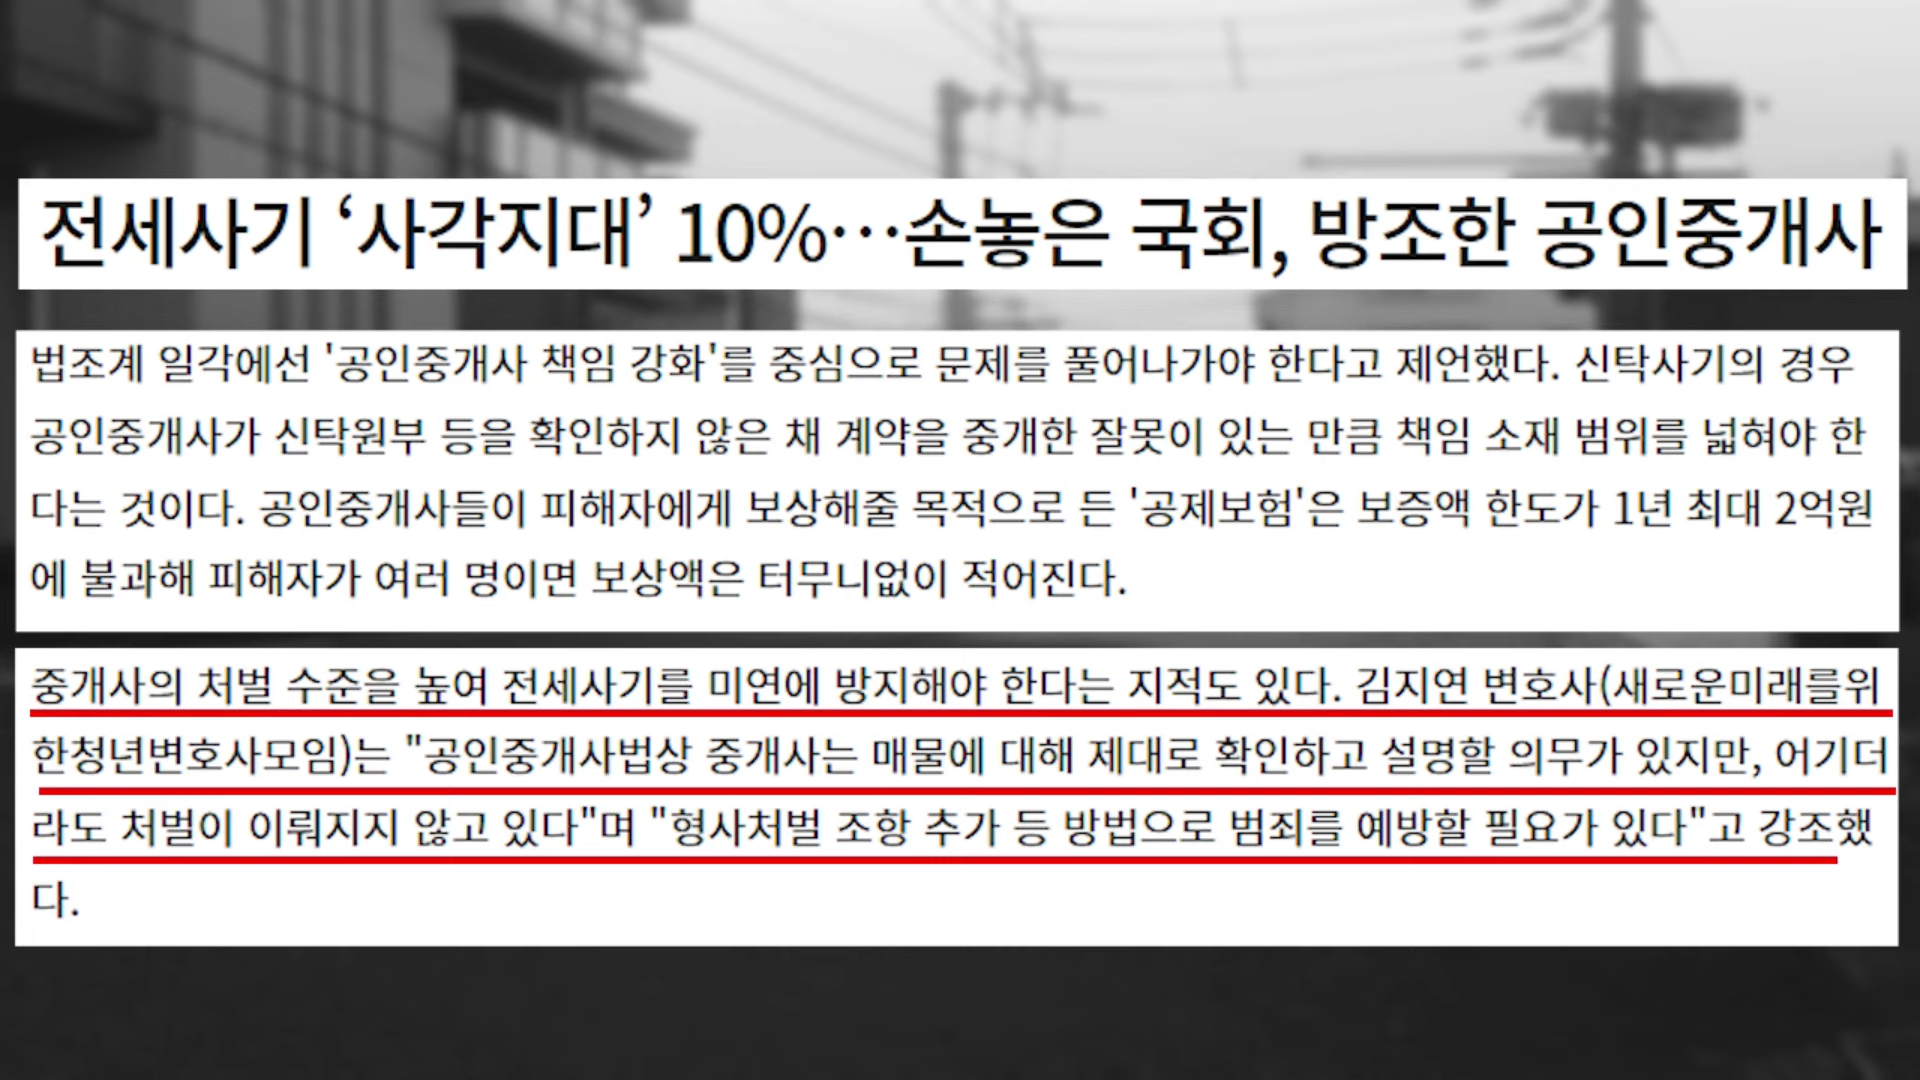 전세사기 ‘사각지대’ 10%…손놓은 국회, 방조한 공인중개사
법조계 일각에선 '공인중개사 책임 강화'를 중심으로 문제를 풀어나가야 한다고 제언했다. 신탁사기의 경우
공인중개사가 신탁원부 등을 확인하지 않은 채 계약을 중개한 잘못이 있는 만큼 책임 소재 범위를 넓혀야 한
다는 것이다. 공인중개사들이 피해자에게 보상해줄 목적으로 든 '공제보험'은 보증액 한도가 1년 최대 2억원
에 불과해 피해자가 여러 명이면 보상액은 터무니없이 적어진다.
중개사의 처벌 수준을 높여 전세사기를 미연에 방지해야 한다는 지적도 있다. 김지연 변호사(새로운미래를위
한청년변호사모임)는 "공인중개사법상 중개사는 매물에 대해 제대로 확인하고 설명할 의무가 있지만, 어기더
라도 처벌이 이뤄지지 않고 있다"며 "형사처벌 조항 추가 등 방법으로 범죄를 예방할 필요가 있다"고 강조했
다.